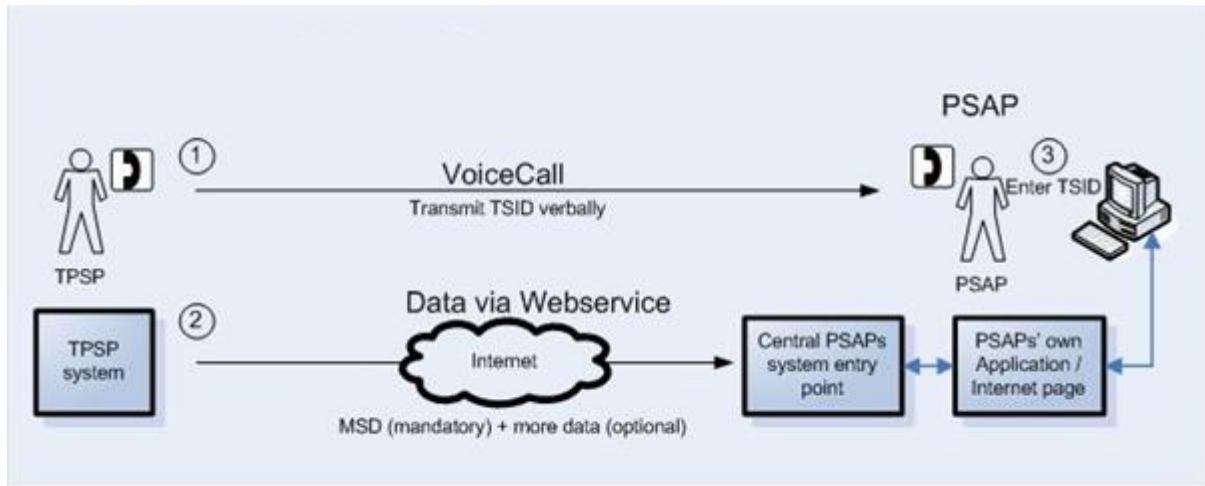 PSAP
1
VoiceCall
Transmit TSID verbally
3
Enter TSID
TPSP
PSAP
2
Data via Webservice
TPSP
system
Internet
Central PSAPs
system entry
point
PSAPs' own
Application /
Internet page
MSD (mandatory) + more data (optional)